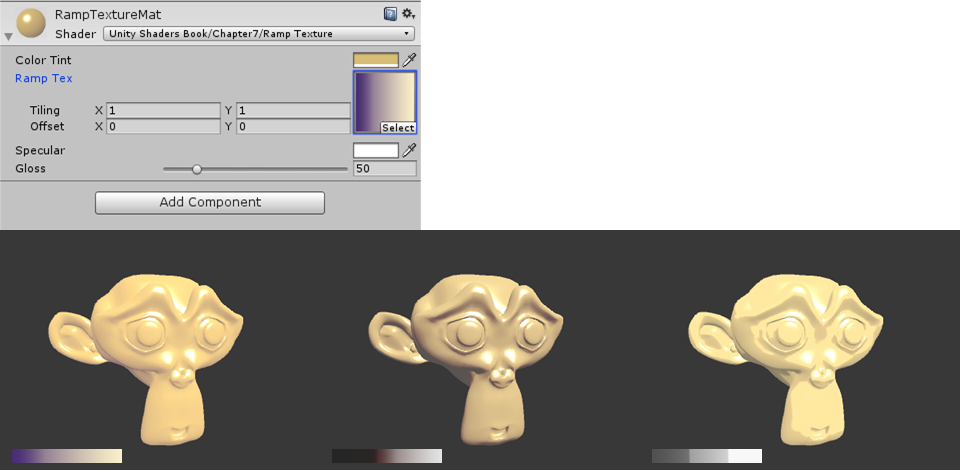 RampTextureMat
Shader Unity Shaders Book/Chapter7/Ramp Texture
Color Tint
Ramp Tex
Tiling X 1 Y 1
Offset X 0 Y 0
Select
Specular
Gloss 50
Add Component